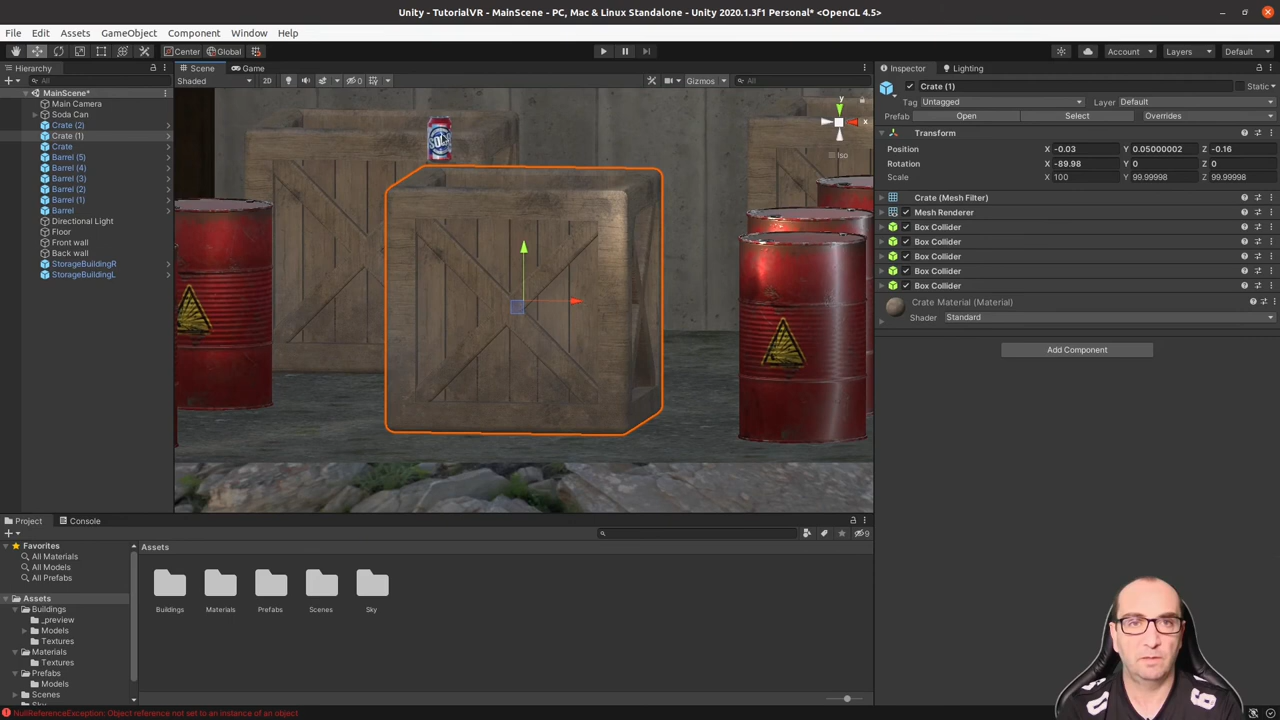 Unity - TutorialVR - MainScene - PC, Mac & Linux Standalone - Unity 2020.1.3f1 Personal* <OpenGL 4.5>
File Edit Assets GameObject Component Window Help
Center Global Account Layers Default
Hierarchy
All
MainScene*
Main Camera
Soda Can
Crate (2)
Crate (1)
Crate
Barrel (5)
Barrel (4)
Barrel (3)
Barrel (2)
Barrel (1)
Barrel
Directional Light
Floor
Front wall
Back wall
StorageBuildingR
StorageBuildingL
Scene Game
Shaded 2D 0 Gizmos All
SODA
y
x
Iso
Inspector Lighting
Crate (1) Static
Tag Untagged Layer Default
Prefab Open Select Overrides
Transform
Position X -0.03 Y 0.05000002 Z -0.16
Rotation X -89.98 Y 0 Z 0
Scale X 100 Y 99.99998 Z 99.99998
Crate (Mesh Filter)
Mesh Renderer
Box Collider
Box Collider
Box Collider
Box Collider
Box Collider
Crate Material (Material)
Shader Standard
Add Component
Project Console
9
Favorites
All Materials
All Models
All Prefabs
Assets
Buildings
_preview
Models
Textures
Materials
Textures
Prefabs
Models
Scenes
Assets
Buildings Materials Prefabs Scenes Sky
NullReferenceException: Object reference not set to an instance of an object